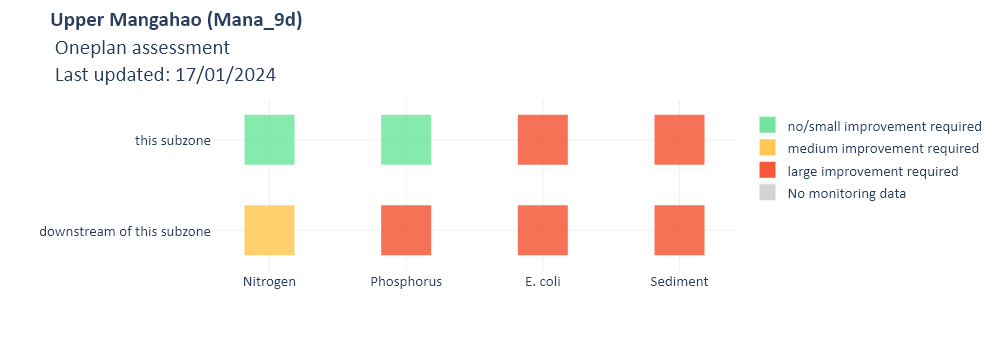 Upper Mangahao (Mana_9d)
Oneplan assessment
Last updated: 17/01/2024
this subzone
downstream of this subzone
Nitrogen
Phosphorus
E. coli
Sediment
no/small improvement required
medium improvement required
large improvement required
No monitoring data